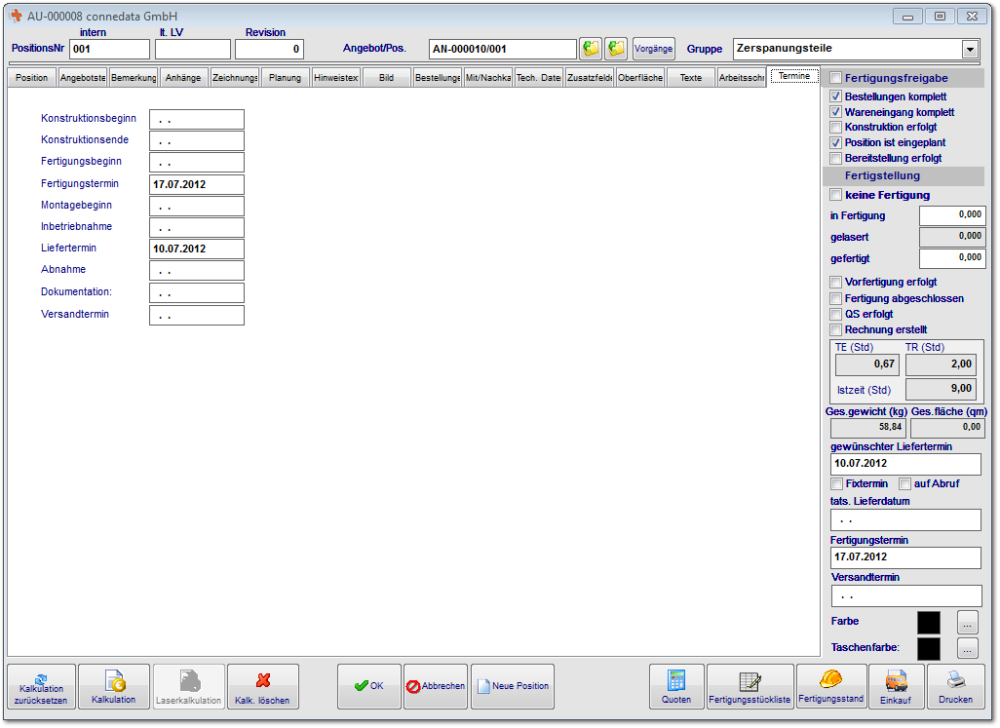 AU-000008 connedata GmbH
intern lt. LV Revision
PositionsNr 001 0 Angebot/Pos. AN-000010/001 Vorgänge Gruppe Zerspanungsteile
Position Angebotste Bemerkung Anhänge Zeichnungs Planung Hinweistex Bild Bestellunge Mit/Nachka Tech. Date Zusatzfelde Oberfläche Texte Arbeitssch Termine
Konstruktionsbeginn . .
Konstruktionsende . .
Fertigungsbeginn . .
Fertigungstermin 17.07.2012
Montagebeginn . .
Inbetriebnahme . .
Liefertermin 10.07.2012
Abnahme . .
Dokumentation: . .
Versandtermin . .
Fertigungsfreigabe
Bestellungen komplett
Wareneingang komplett
Konstruktion erfolgt
Position ist eingeplant
Bereitstellung erfolgt
Fertigstellung
keine Fertigung
in Fertigung 0,000
gelasert 0,000
gefertigt 0,000
Vorfertigung erfolgt
Fertigung abgeschlossen
QS erfolgt
Rechnung erstellt
TE (Std) TR (Std)
0,67 2,00
Istzeit (Std) 9,00
Ges.gewicht (kg) Ges.fläche (qm)
58,84 0,00
gewünschter Liefertermin
10.07.2012
Fixtermin auf Abruf
tats. Lieferdatum
. .
Fertigungstermin
17.07.2012
Versandtermin
. .
Farbe ...
Taschenfarbe: ...
Kalkulation
zurücksetzen
Kalkulation
Laserkalkulation
Kalk. löschen
OK
Abbrechen
Neue Position
Quoten
Fertigungsstückliste
Fertigungsstand
Einkauf
Drucken